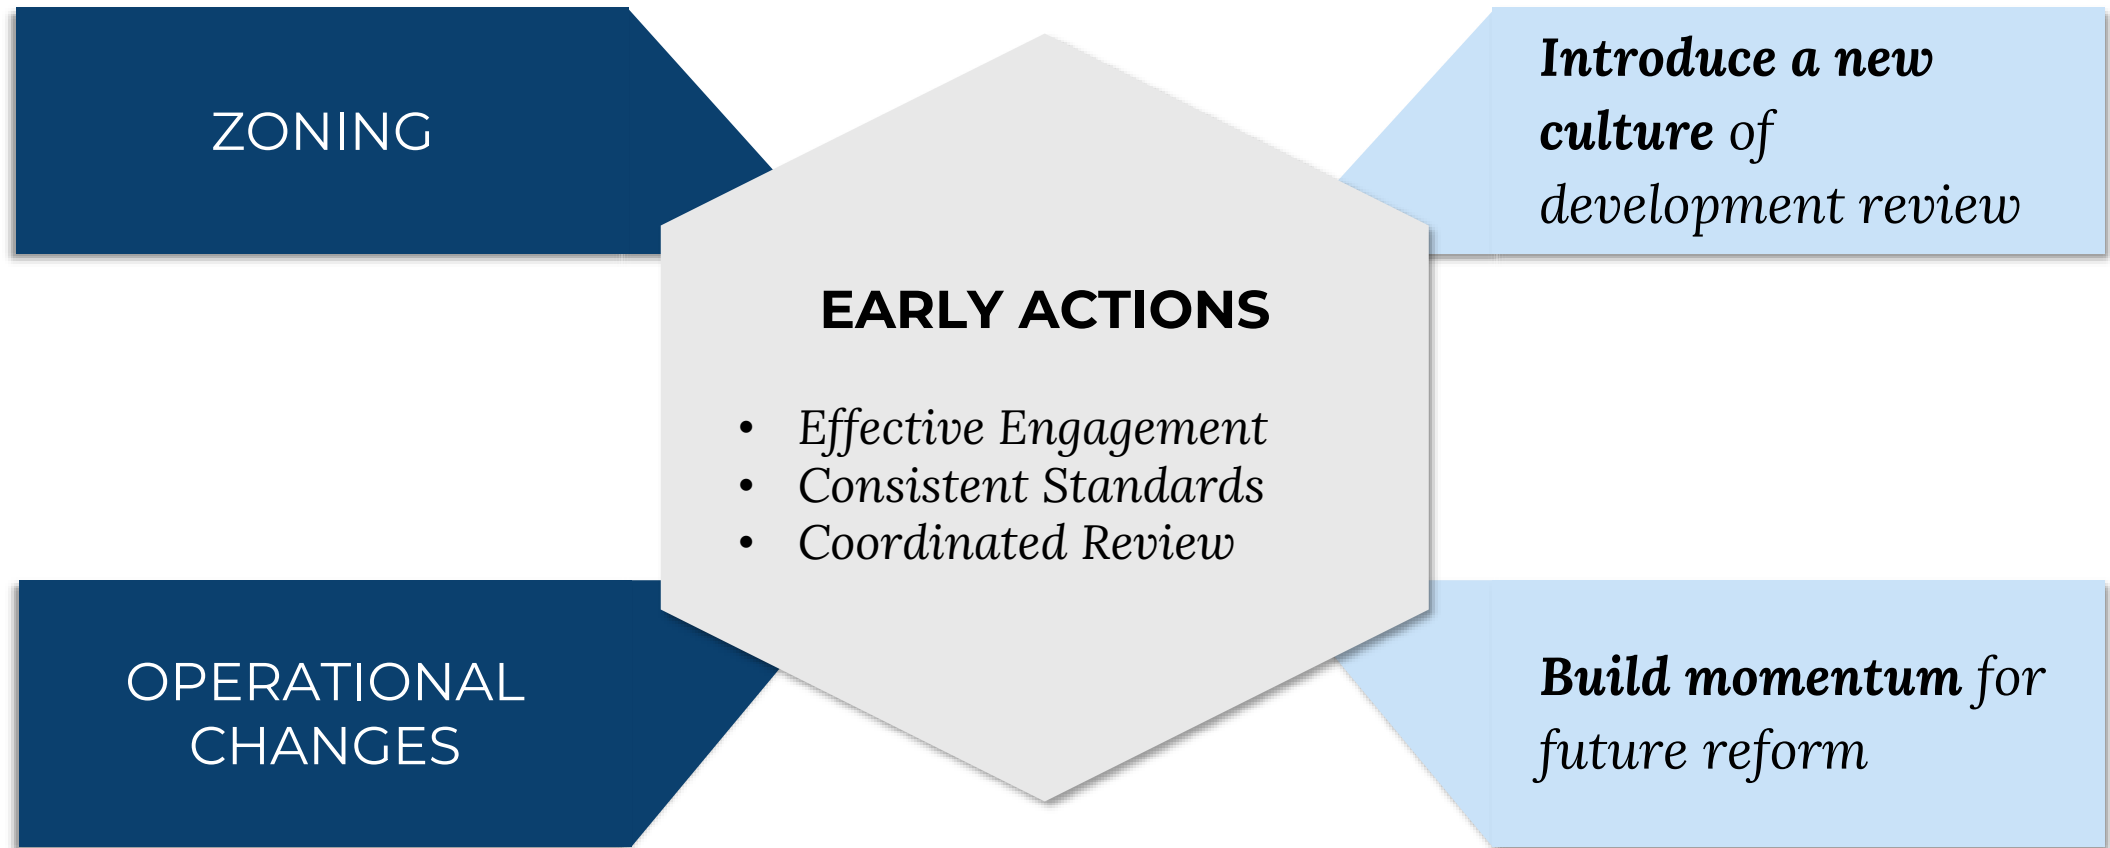 ZONING
Introduce a new
culture of
development review
EARLY ACTIONS
• Effective Engagement
• Consistent Standards
• Coordinated Review
OPERATIONAL
CHANGES
Build momentum for
future reform